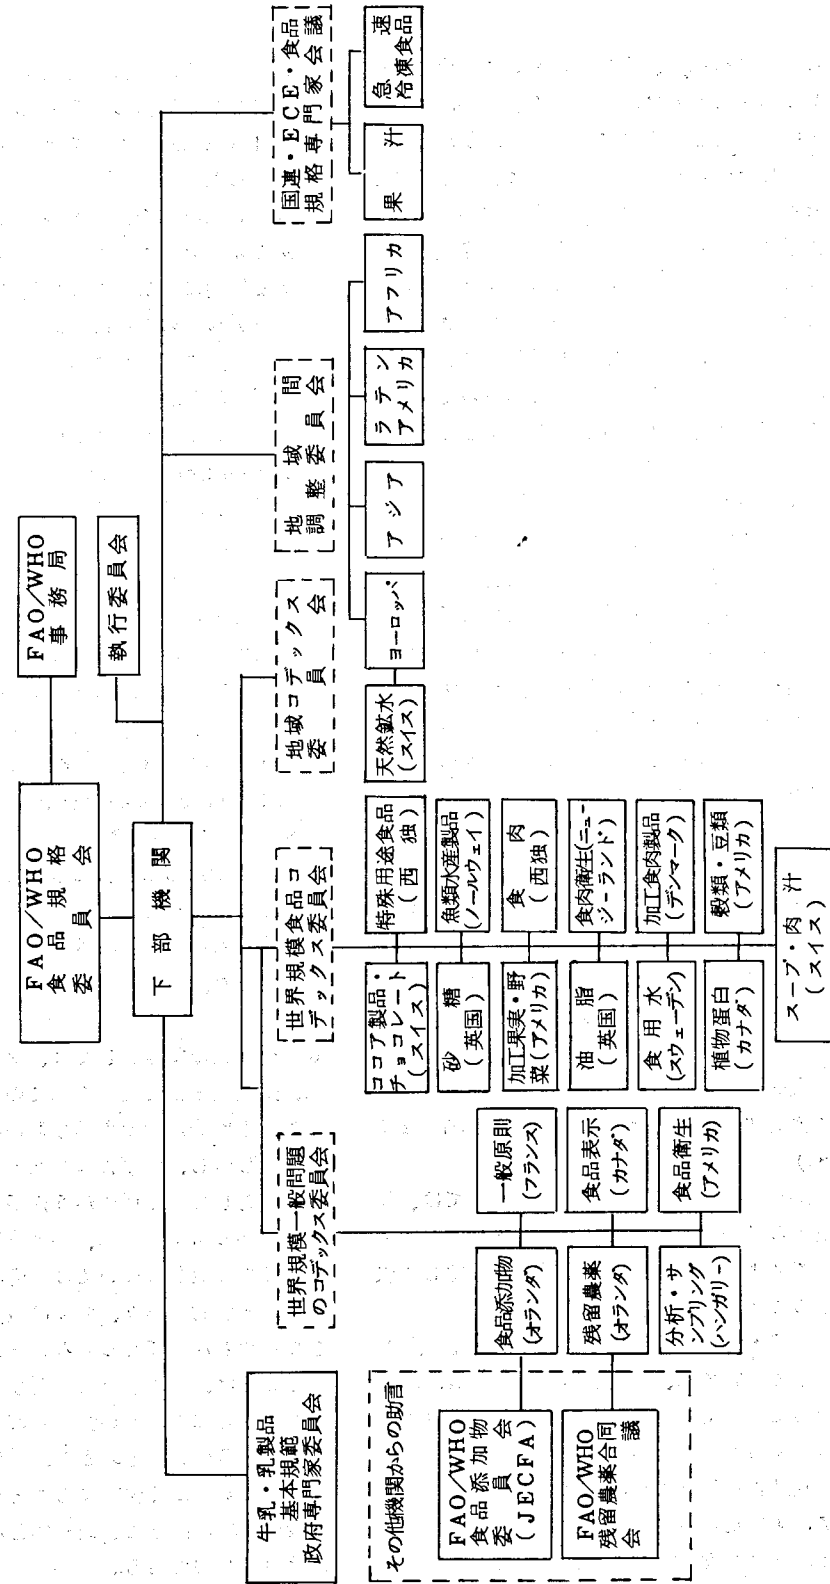 FAO/WHO
食品規格
委員会
FAO/WHO
事務局
執行委員会
下部機関
牛乳・乳製品
基本規範
政府専門家委員会
世界規模一般問題
のコデックス委員会
世界規模食品コ
デックス委員会
地域コデックス
委員会
地域間
調整委員会
国連・ECE・食品
規格専門家会議
その他機関からの助言
FAO/WHO
食品添加物
委員会
(JECFA)
FAO/WHO
残留農薬合同
会議
食品添加物
(オランダ)
一般原則
(フランス)
残留農薬
(オランダ)
食品表示
(カナダ)
分析・サ
ンプリング
(ハンガリー)
食品衛生
(アメリカ)
ココア製品・
チョコレート
(スイス)
特殊用途食品
(西独)
砂糖
(英国)
魚類水産製品
(ノールウェイ)
加工果実・野
菜(アメリカ)
食肉
(西独)
油脂
(英国)
食肉衛生(ニュー
ジーランド)
食用水
(スウェーデン)
加工食肉製品
(デンマーク)
植物蛋白
(カナダ)
穀類・豆類
(アメリカ)
スープ・肉汁
(スイス)
天然鉱水
(スイス)
ヨーロッパ
アジア
ラテン
アメリカ
アフリカ
果汁
急速
冷凍食品